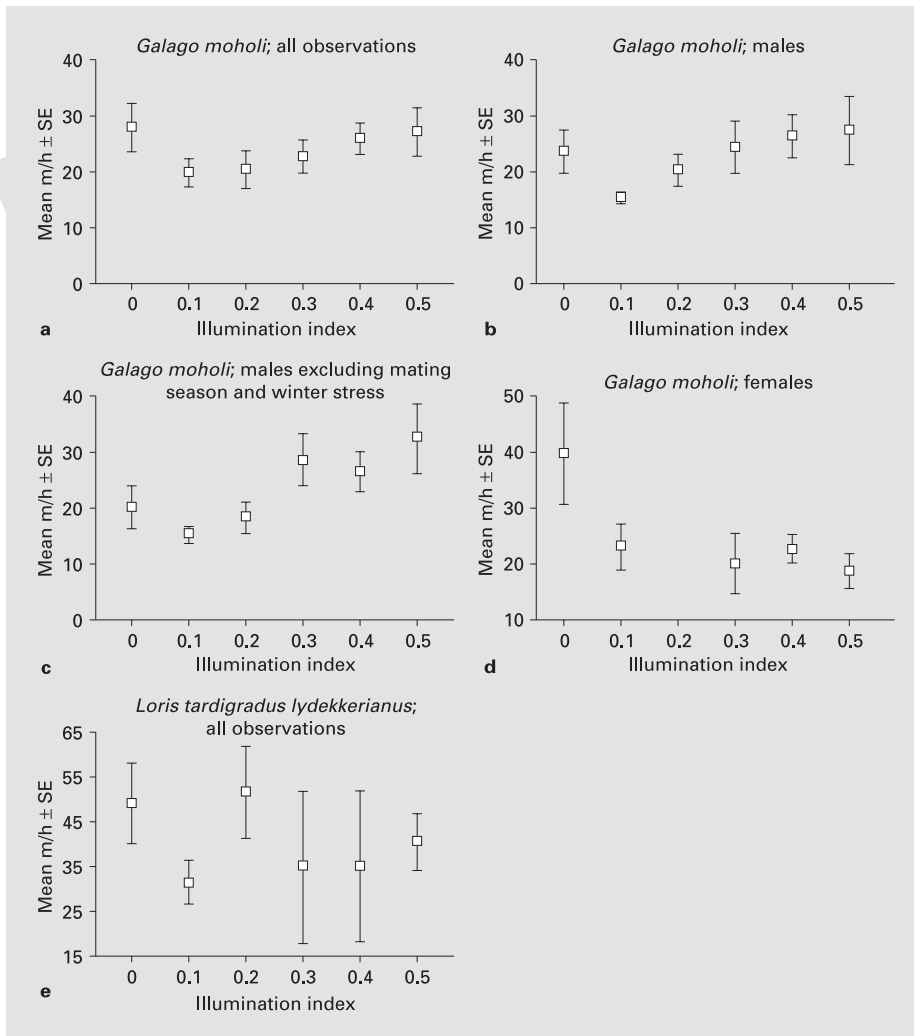 Galago moholi; all observations
40
30
20
10
0
Mean m/h ± SE
0 0.1 0.2 0.3 0.4 0.5
Illumination index
a
Galago moholi; males
40
30
20
10
0
Mean m/h ± SE
0 0.1 0.2 0.3 0.4 0.5
Illumination index
b
Galago moholi; males excluding mating
season and winter stress
40
30
20
10
0
Mean m/h ± SE
0 0.1 0.2 0.3 0.4 0.5
Illumination index
c
Galago moholi; females
50
40
30
20
10
Mean m/h ± SE
0 0.1 0.2 0.3 0.4 0.5
Illumination index
d
Loris tardigradus lydekkerianus;
all observations
65
55
45
35
25
15
Mean m/h ± SE
0 0.1 0.2 0.3 0.4 0.5
Illumination index
e